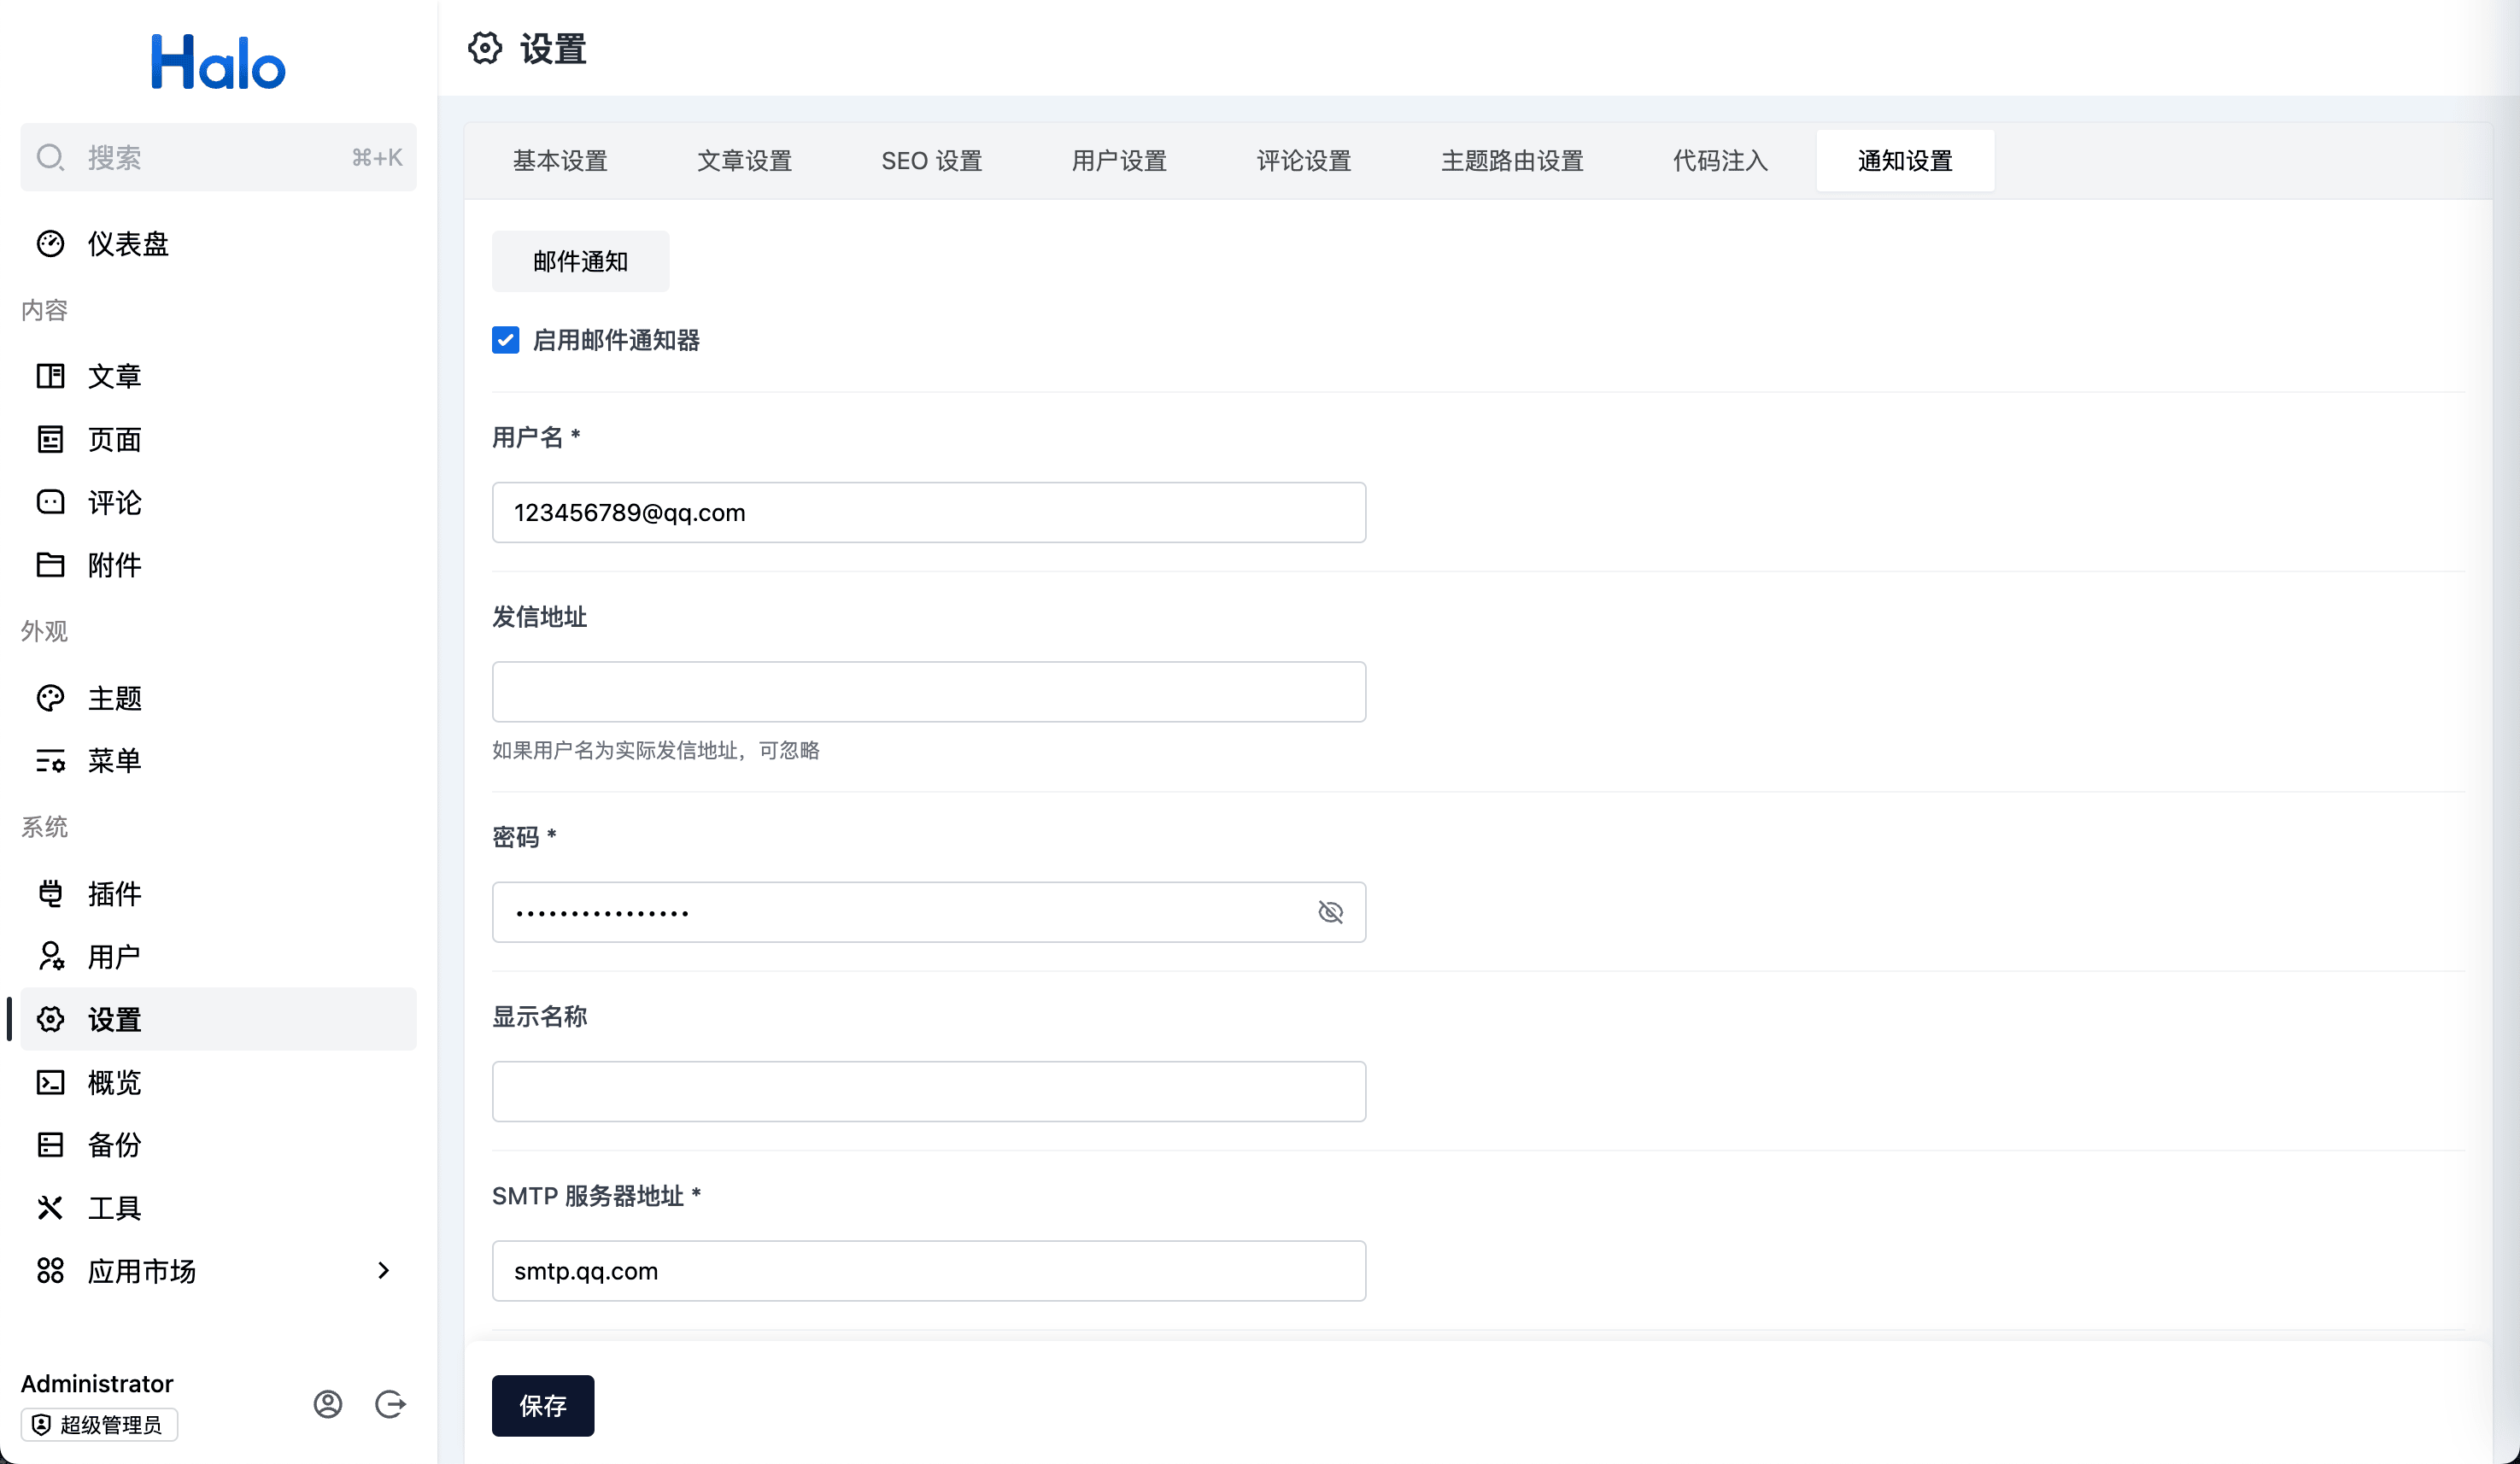 Halo
搜索 ⌘+K
仪表盘
内容
文章
页面
评论
附件
外观
主题
菜单
系统
插件
用户
设置
概览
备份
工具
应用市场
Administrator
超级管理员
设置
基本设置 文章设置 SEO 设置 用户设置 评论设置 主题路由设置 代码注入 通知设置
邮件通知
启用邮件通知器
用户名 *
123456789@qq.com
发信地址
如果用户名为实际发信地址，可忽略
密码 *
••••••••••••••••
显示名称
SMTP 服务器地址 *
smtp.qq.com
保存